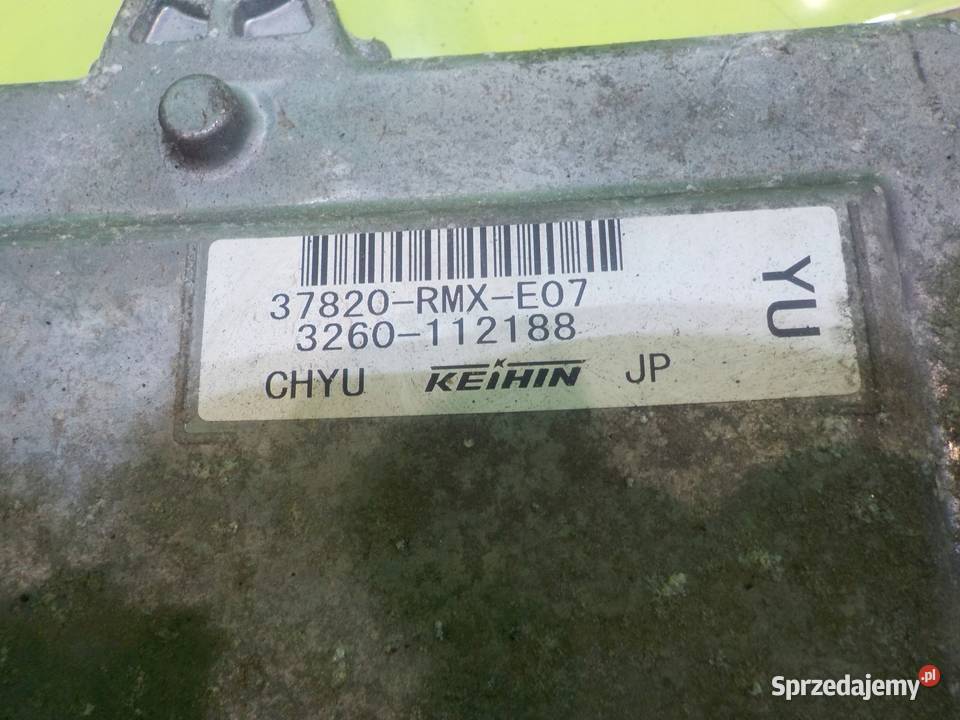 37820-RMX-E07
3260-112188
CHYU KEIHIN JP
YU
Sprzedajemy.pl